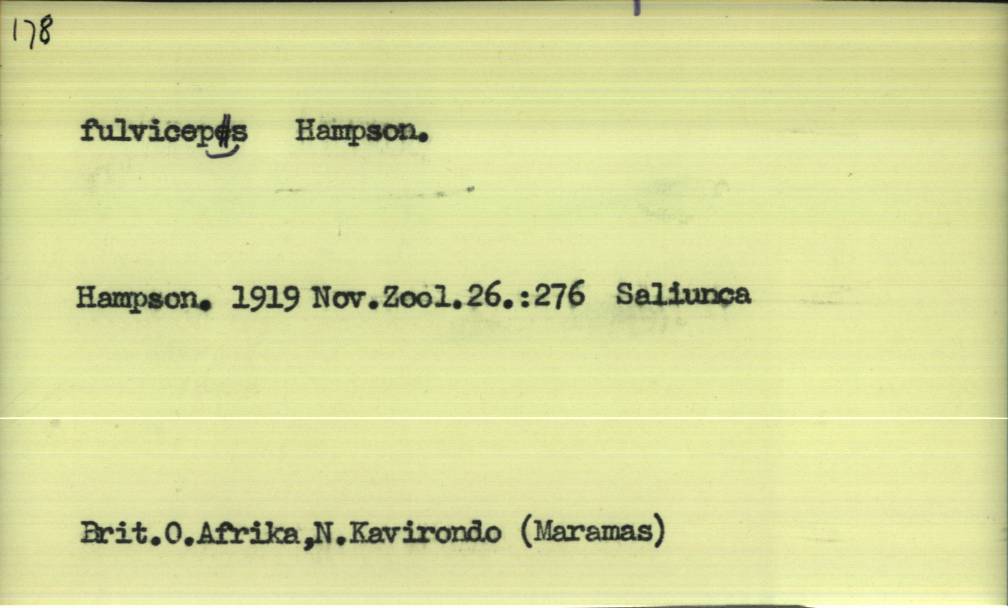 178
fulviceps Hampson.
Hampson. 1919 Nov.Zool.26.:276 Saliunca
Brit.O.Afrika,N.Kavirondo (Maramas)